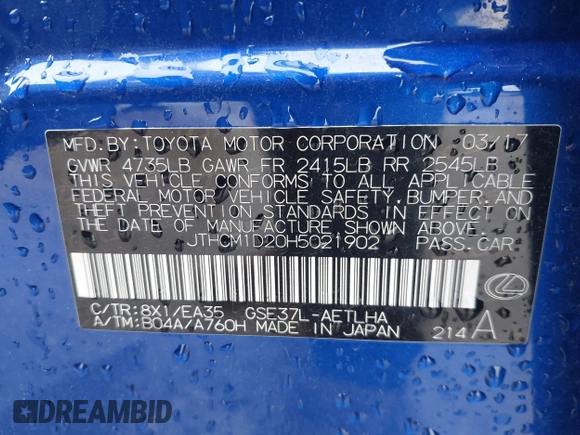 MFD.BY:TOYOTA MOTOR CORPORATION 03/17
GVWR 4735LB GAWR FR 2415LB RR 2545LB
THIS VEHICLE CONFORMS TO ALL APPLICABLE
FEDERAL MOTOR VEHICLE SAFETY,BUMPER,AND
THEFT PREVENTION STANDARDS IN EFFECT ON
THE DATE OF MANUFACTURE SHOWN ABOVE.
JTHCM1D20H5021902 PASS.CAR
C/TR:8X1/EA35 GSE37L-AETLHA
A/TM:B04A/A760H MADE IN JAPAN 214A
DREAMBID